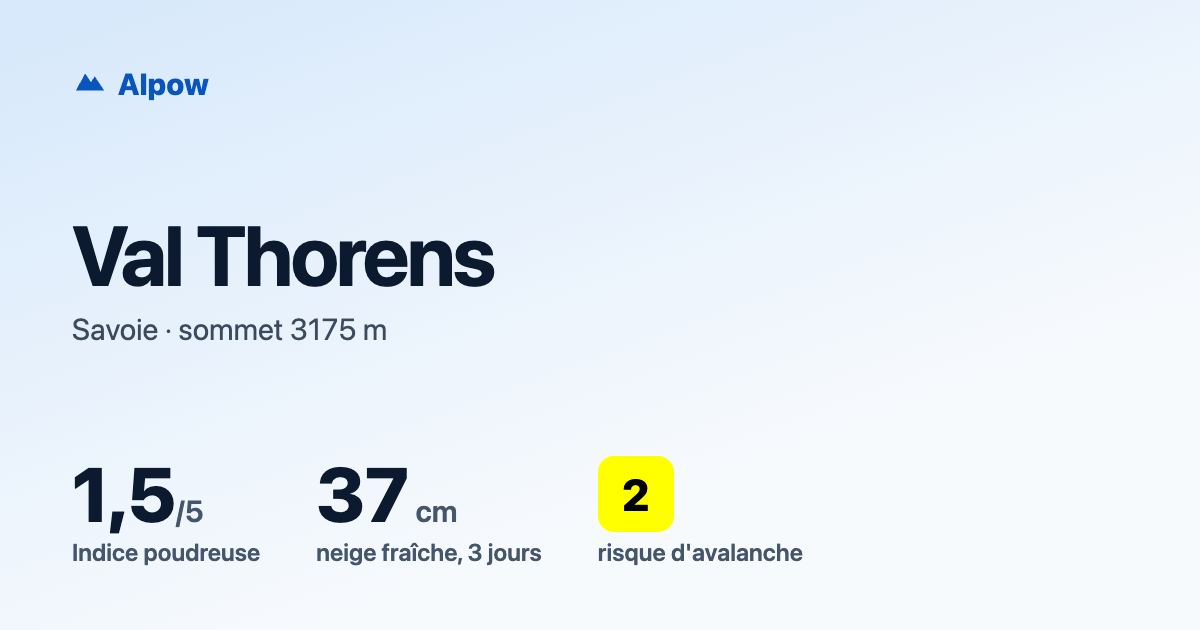 Alpow
Val Thorens
Savoie · sommet 3175 m
1,5/5
Indice poudreuse
37 cm
neige fraîche, 3 jours
2
risque d'avalanche